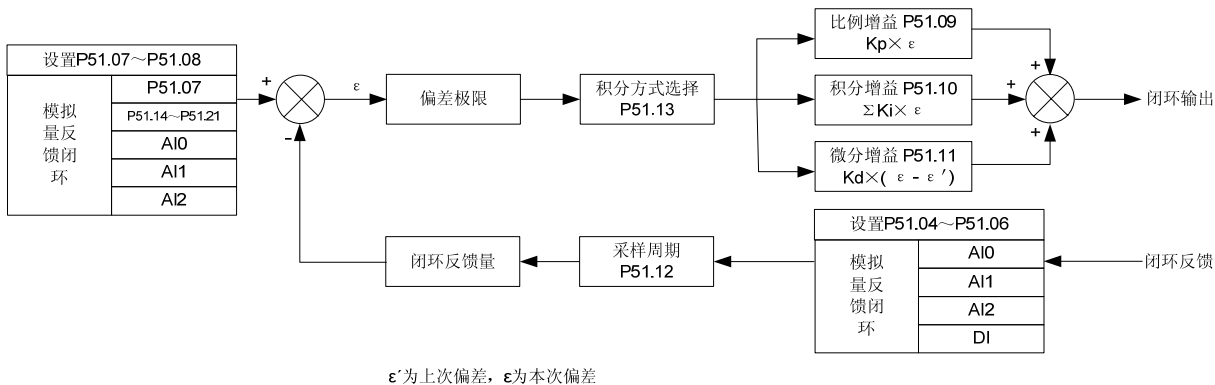 设置P51.07～P51.08
模拟
量反
馈闭
环
P51.07
P51.14～P51.21
AI0
AI1
AI2
+
-
ε
偏差极限
积分方式选择
P51.13
比例增益 P51.09
Kp× ε
积分增益 P51.10
ΣKi× ε
微分增益 P51.11
Kd×( ε - ε′)
+
+
+
闭环输出
闭环反馈量
采样周期
P51.12
设置P51.04～P51.06
模拟
量反
馈闭
环
AI0
AI1
AI2
DI
闭环反馈
ε′为上次偏差，ε为本次偏差